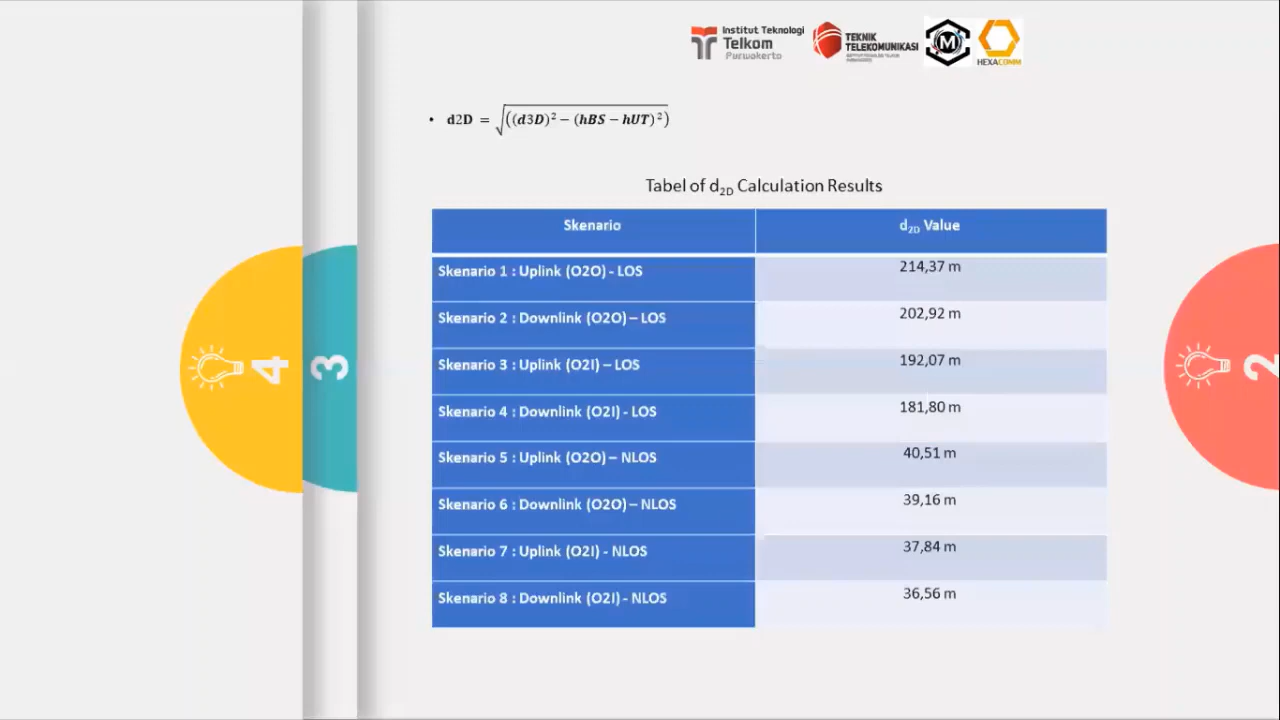 Institut Teknologi
Telkom
Purwokerto
TEKNIK
TELEKOMUNIKASI
M
HEXACOMM
• d2D = √((d3D)² − (hBS − hUT)²)
Tabel of d2D Calculation Results
Skenario d2D Value
Skenario 1 : Uplink (O2O) - LOS 214,37 m
Skenario 2 : Downlink (O2O) – LOS 202,92 m
Skenario 3 : Uplink (O2I) – LOS 192,07 m
Skenario 4 : Downlink (O2I) - LOS 181,80 m
Skenario 5 : Uplink (O2O) – NLOS 40,51 m
Skenario 6 : Downlink (O2O) – NLOS 39,16 m
Skenario 7 : Uplink (O2I) - NLOS 37,84 m
Skenario 8 : Downlink (O2I) - NLOS 36,56 m
4
3
2